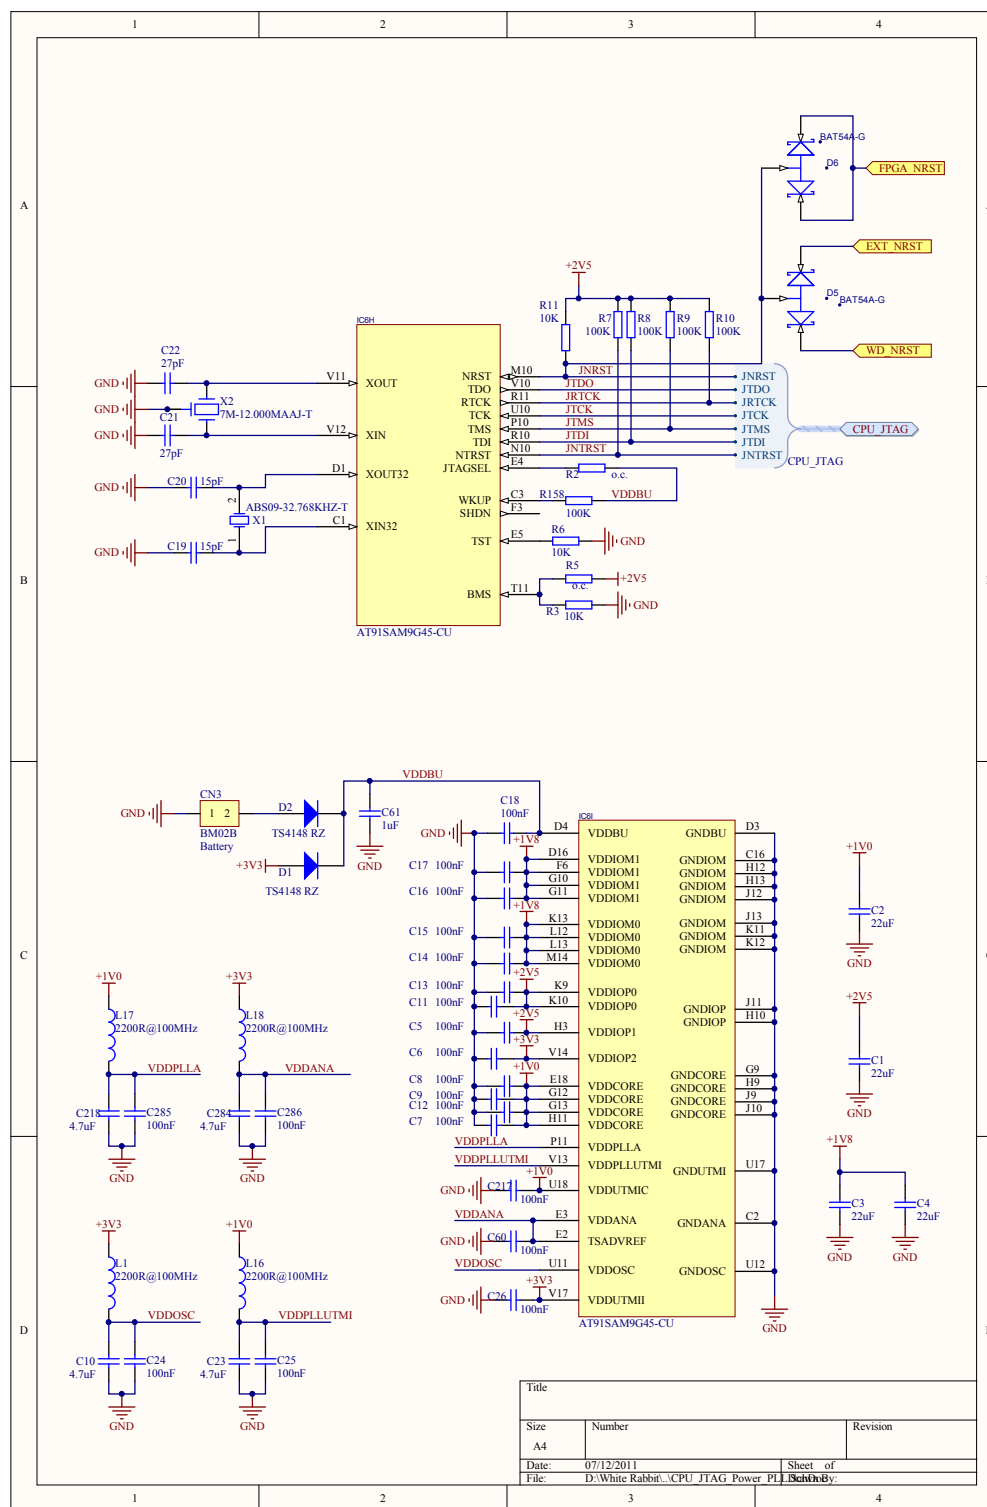 1 2 3 4
A
B
C
D
BAT54A-G
D6
FPGA_NRST
EXT_NRST
D5
BAT54A-G
WD_NRST
+2V5
R11
10K
R7
100K
R8
100K
R9
100K
R10
100K
IC6H
C22
27pF
GND
V11
XOUT
GND
X2
7M-12.000MAAJ-T
C21
27pF
GND
V12
XIN
GND
C20
15pF
D1
XOUT32
2
ABS09-32.768KHZ-T
X1
1
C1
XIN32
GND
C19
15pF
NRST M10 JNRST JNRST
TDO V10 JTDO JTDO
RTCK R11 JRTCK JRTCK
TCK U10 JTCK JTCK
TMS P10 JTMS JTMS
TDI R10 JTDI JTDI
NTRST N10 JNTRST JNTRST
CPU_JTAG
CPU_JTAG
JTAGSEL E4
R2 o.c.
WKUP C3 R158 VDDBU
100K
SHDN F3
TST E5 R6
10K
GND
R5
o.c.
+2V5
BMS T11
R3 10K
GND
AT91SAM9G45-CU
VDDBU
CN3
GND
1 2
BM02B
Battery
D2
TS4148 RZ
+3V3
D1
TS4148 RZ
C61
1uF
GND
C18
100nF
GND
IC6I
D4 VDDBU GNDBU D3
+1V8
D16 VDDIOM1 GNDIOM C16
C17 100nF F6 VDDIOM1 GNDIOM H12
G10 VDDIOM1 GNDIOM H13
C16 100nF G11 VDDIOM1 GNDIOM J12
+1V8
K13 VDDIOM0 GNDIOM J13
C15 100nF L12 VDDIOM0 GNDIOM K11
L13 VDDIOM0 GNDIOM K12
C14 100nF M14 VDDIOM0
+2V5
C13 100nF K9 VDDIOP0
C11 100nF K10 VDDIOP0 GNDIOP J11
+2V5
GNDIOP H10
C5 100nF H3 VDDIOP1
+3V3
C6 100nF V14 VDDIOP2
+1V0
GNDCORE G9
C8 100nF E18 VDDCORE GNDCORE H9
C9 100nF G12 VDDCORE GNDCORE J9
C12 100nF G13 VDDCORE GNDCORE J10
C7 100nF H11 VDDCORE
VDDPLLA P11 VDDPLLA
VDDPLLUTMI V13 VDDPLLUTMI GNDUTMI U17
+1V0
GND C217 100nF U18 VDDUTMIC
VDDANA E3 VDDANA GNDANA C2
GND C60 100nF E2 TSADVREF
VDDOSC U11 VDDOSC GNDOSC U12
+3V3
GND C26 100nF V17 VDDUTMII
AT91SAM9G45-CU
GND
+1V0
C2
22uF
GND
+2V5
C1
22uF
GND
+1V8
C3
22uF
C4
22uF
GND GND
+1V0 +3V3
L17
2200R@100MHz
L18
2200R@100MHz
VDDPLLA VDDANA
C218
4.7uF
C285
100nF
C284
4.7uF
C286
100nF
GND GND
+3V3 +1V0
L1
2200R@100MHz
L16
2200R@100MHz
VDDOSC VDDPLLUTMI
C10
4.7uF
C24
100nF
C23
4.7uF
C25
100nF
GND GND
Title
Size Number Revision
A4
Date: 07/12/2011 Sheet of
File: D:\White Rabbit\..\CPU_JTAG_Power_PLL.SchDoc Drawn By:
1 2 3 4